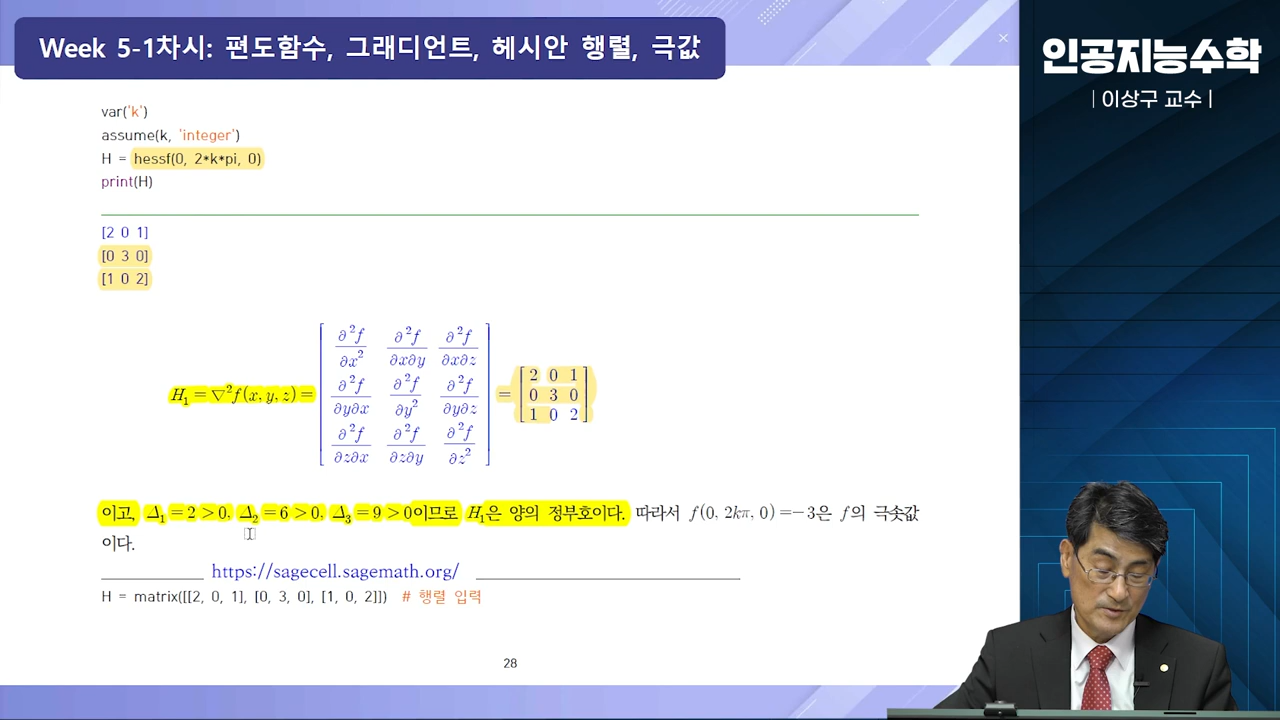 Week 5-1차시: 편도함수, 그래디언트, 헤시안 행렬, 극값
인공지능수학
| 이상구 교수 |
var('k')
assume(k, 'integer')
H = hessf(0, 2*k*pi, 0)
print(H)
[2 0 1]
[0 3 0]
[1 0 2]
H₁ = ▽²f(x, y, z) = [∂²f/∂x² ∂²f/∂x∂y ∂²f/∂x∂z
∂²f/∂y∂x ∂²f/∂y² ∂²f/∂y∂z
∂²f/∂z∂x ∂²f/∂z∂y ∂²f/∂z²] = [2 0 1
0 3 0
1 0 2]
이고, Δ₁ = 2 > 0, Δ₂ = 6 > 0, Δ₃ = 9 > 0이므로 H₁은 양의 정부호이다. 따라서 f(0, 2kπ, 0) = -3은 f의 극솟값
이다.
https://sagecell.sagemath.org/
H = matrix([[2, 0, 1], [0, 3, 0], [1, 0, 2]]) # 행렬 입력
28